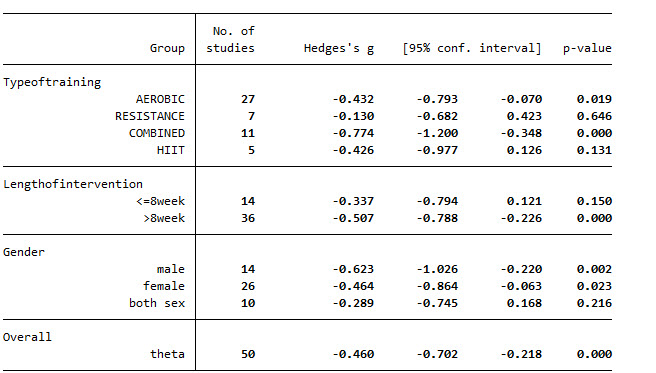 No. of
Group studies Hedges's g [95% conf. interval] p-value
Typeoftraining
AEROBIC 27 -0.432 -0.793 -0.070 0.019
RESISTANCE 7 -0.130 -0.682 0.423 0.646
COMBINED 11 -0.774 -1.200 -0.348 0.000
HIIT 5 -0.426 -0.977 0.126 0.131
Lengthofintervention
<=8week 14 -0.337 -0.794 0.121 0.150
>8week 36 -0.507 -0.788 -0.226 0.000
Gender
male 14 -0.623 -1.026 -0.220 0.002
female 26 -0.464 -0.864 -0.063 0.023
both sex 10 -0.289 -0.745 0.168 0.216
Overall
theta 50 -0.460 -0.702 -0.218 0.000